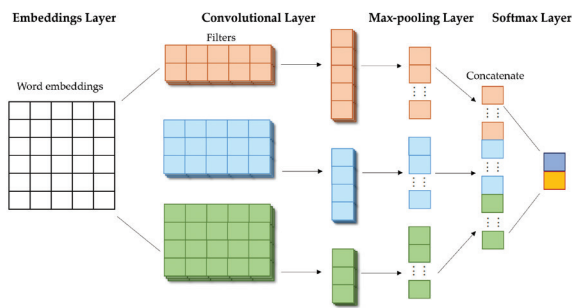 Embeddings Layer
Convolutional Layer
Max-pooling Layer
Softmax Layer
Filters
Word embeddings
Concatenate